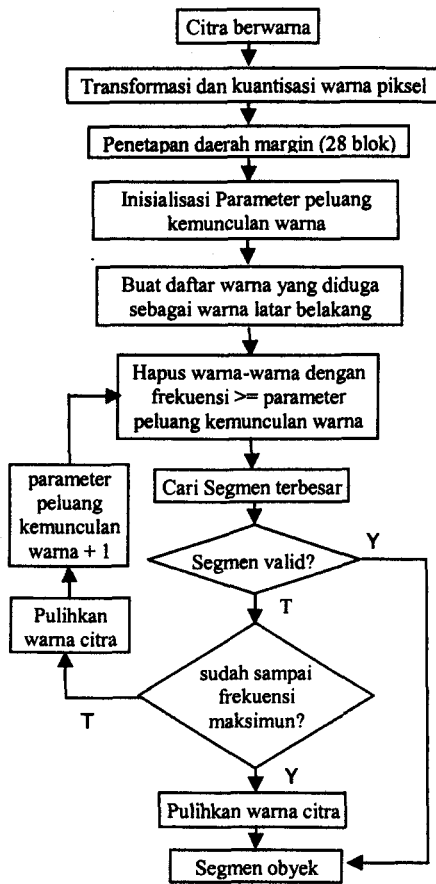 Citra berwarna
Transformasi dan kuantisasi warna piksel
Penetapan daerah margin (28 blok)
Inisialisasi Parameter peluang
kemunculan warna
Buat daftar warna yang diduga
sebagai warna latar belakang
Hapus warna-warna dengan
frekuensi >= parameter
peluang kemunculan warna
Cari Segmen terbesar
parameter
peluang
kemunculan
warna + 1
Segmen valid?
Y
T
Pulihkan
warna citra
sudah sampai
frekuensi
maksimun?
T
Y
Pulihkan warna citra
Segmen obyek